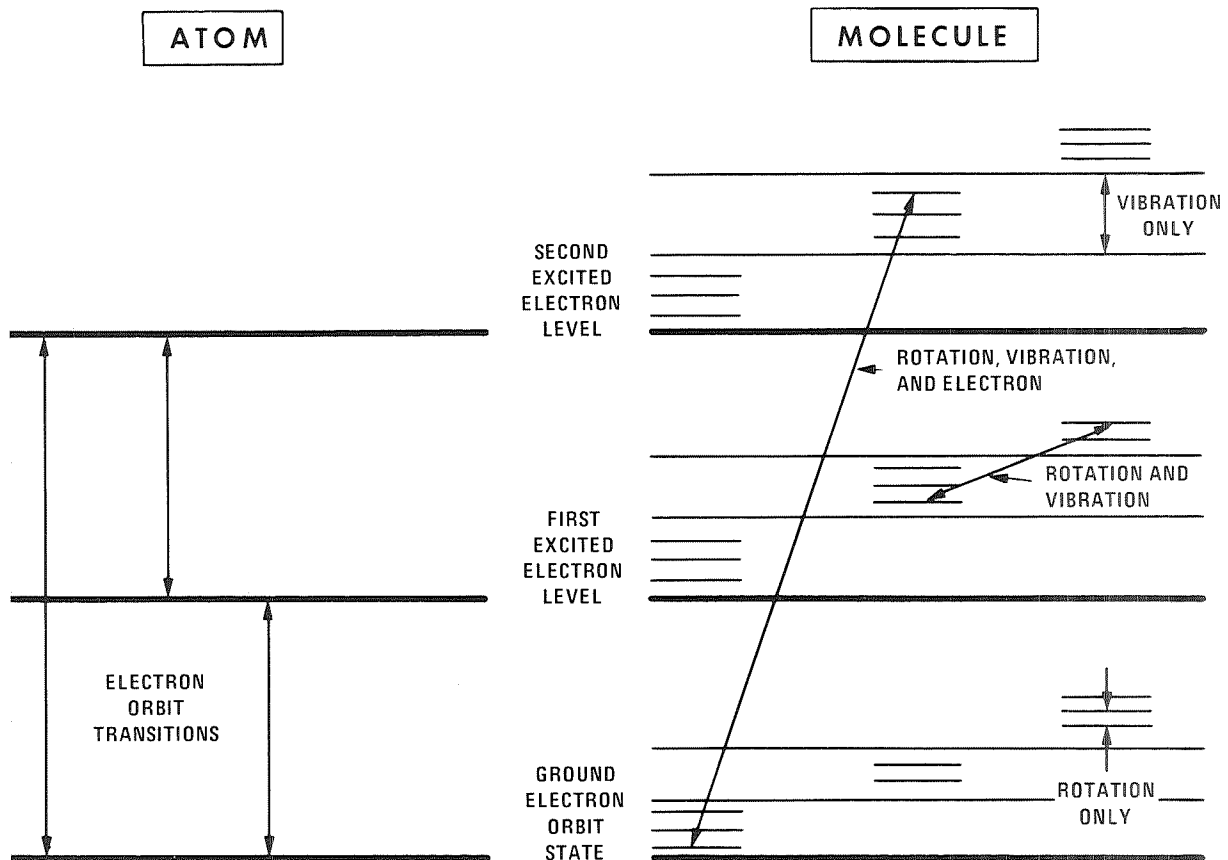 ATOM
MOLECULE
VIBRATION
ONLY
SECOND
EXCITED
ELECTRON
LEVEL
ROTATION, VIBRATION,
AND ELECTRON
ROTATION AND
VIBRATION
FIRST
EXCITED
ELECTRON
LEVEL
ELECTRON
ORBIT
TRANSITIONS
GROUND
ELECTRON
ORBIT
STATE
ROTATION
ONLY